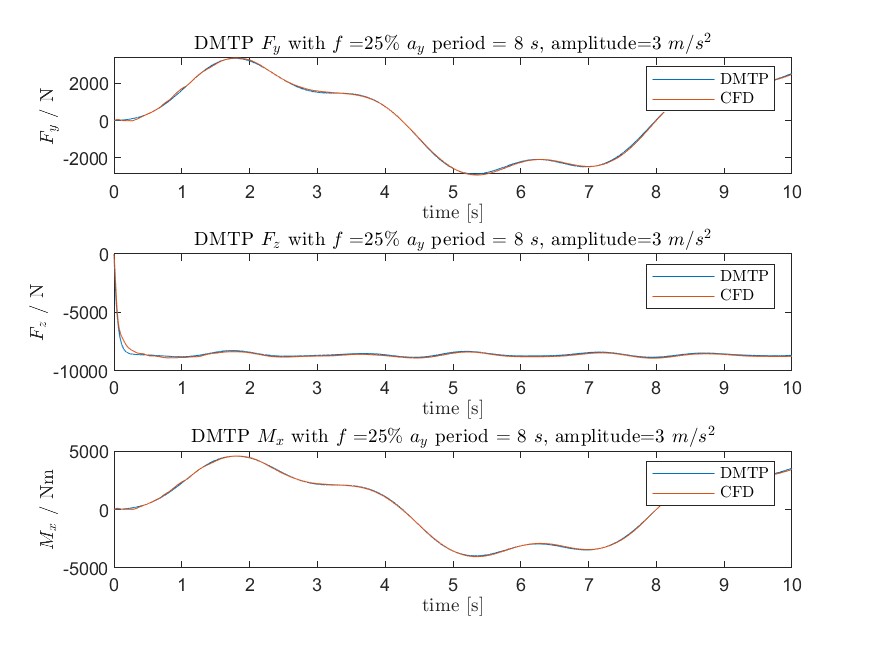 DMTP F_y with f =25% a_y period = 8 s, amplitude=3 m/s²
F_y / N
2000
0
-2000
DMTP
CFD
0 1 2 3 4 5 6 7 8 9 10
time [s]
DMTP F_z with f =25% a_y period = 8 s, amplitude=3 m/s²
F_z / N
0
-5000
-10000
DMTP
CFD
0 1 2 3 4 5 6 7 8 9 10
time [s]
DMTP M_x with f =25% a_y period = 8 s, amplitude=3 m/s²
M_x / Nm
5000
0
-5000
DMTP
CFD
0 1 2 3 4 5 6 7 8 9 10
time [s]